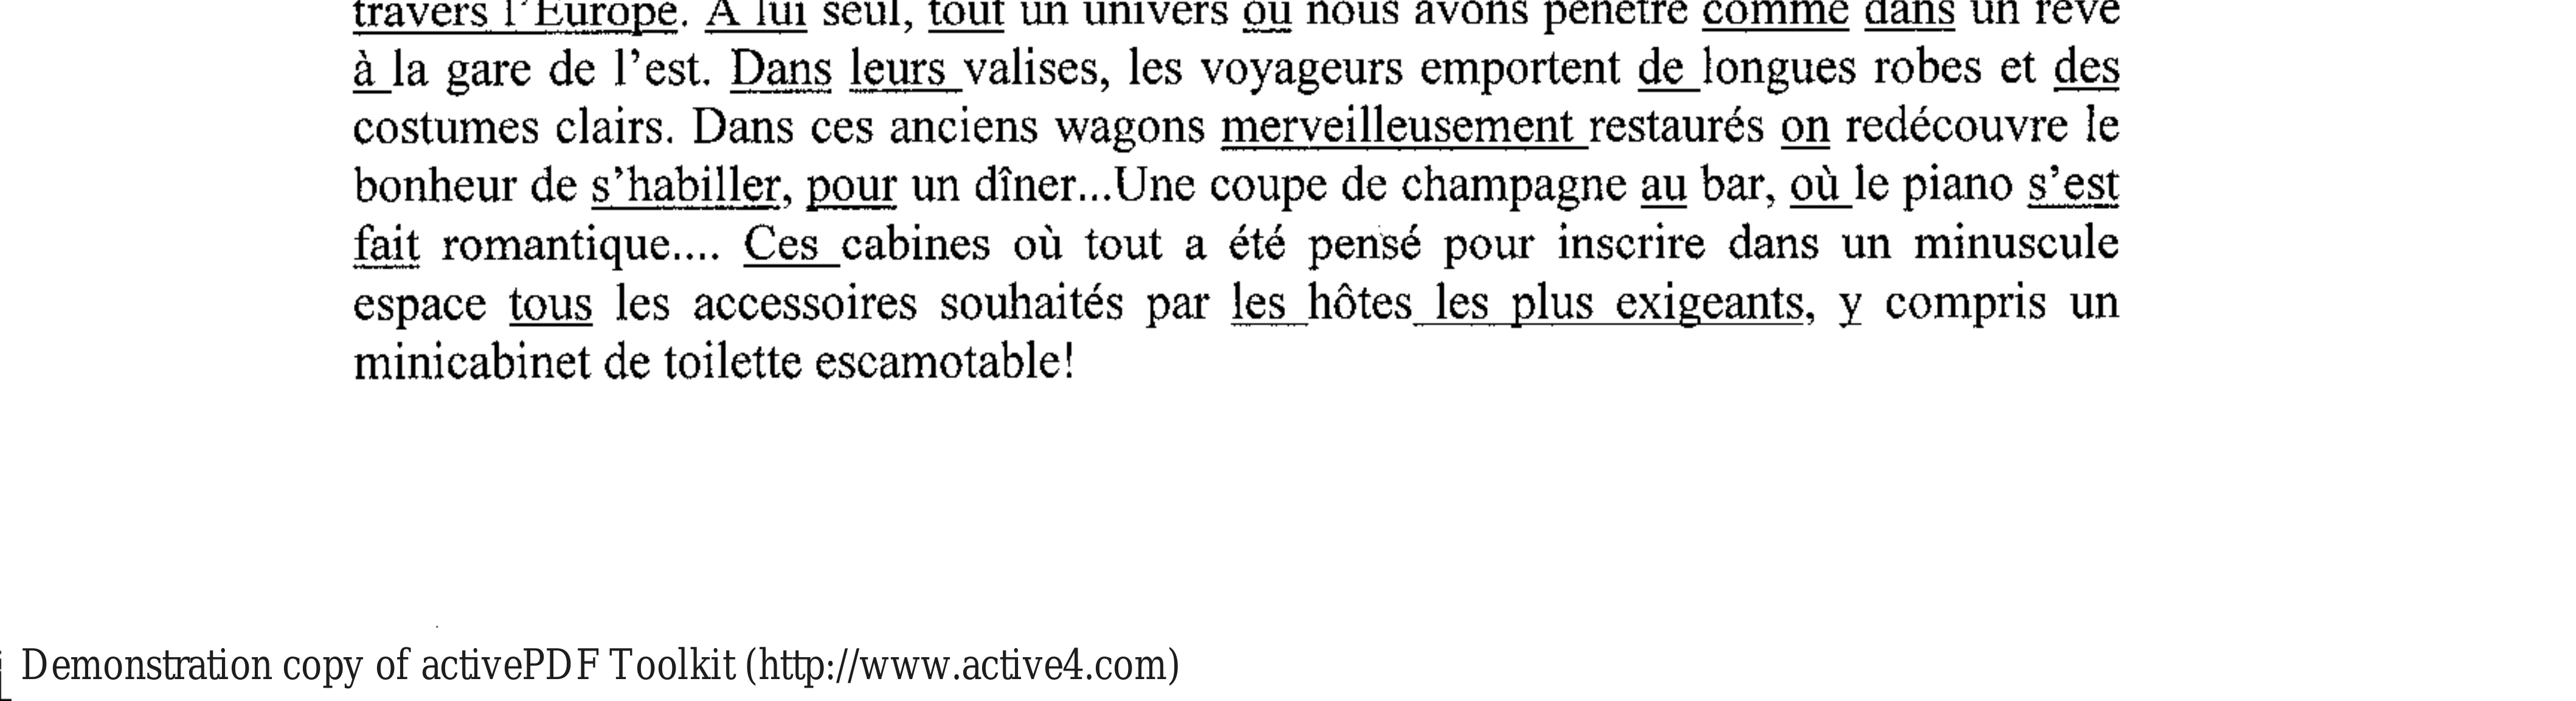 travers l'Europe. A lui seul, tout un univers où nous avons pénétré comme dans un rêve
à la gare de l'est. Dans leurs valises, les voyageurs emportent de longues robes et des
costumes clairs. Dans ces anciens wagons merveilleusement restaurés on redécouvre le
bonheur de s'habiller, pour un dîner...Une coupe de champagne au bar, où le piano s'est
fait romantique.... Ces cabines où tout a été pensé pour inscrire dans un minuscule
espace tous les accessoires souhaités par les hôtes les plus exigeants, y compris un
minicabinet de toilette escamotable!
Demonstration copy of activePDF Toolkit (http://www.active4.com)